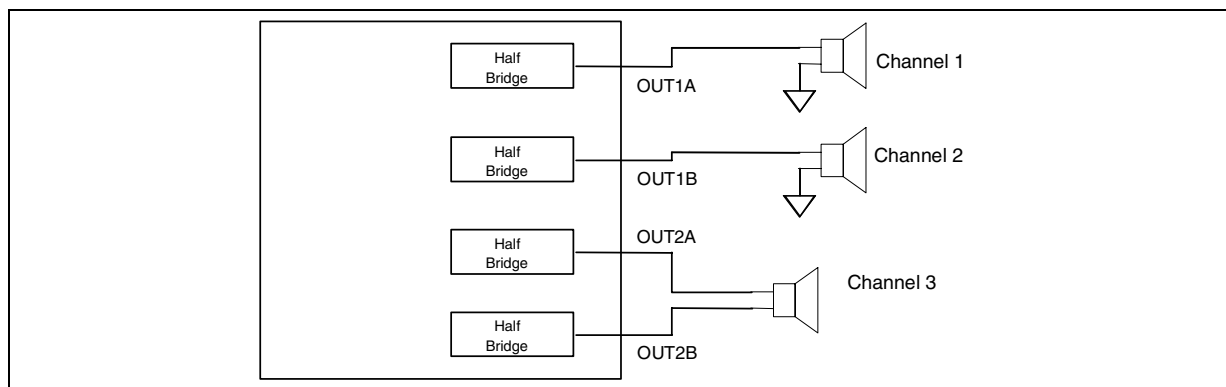 Half
Bridge
OUT1A
Channel 1
Half
Bridge
OUT1B
Channel 2
Half
Bridge
OUT2A
Channel 3
Half
Bridge
OUT2B